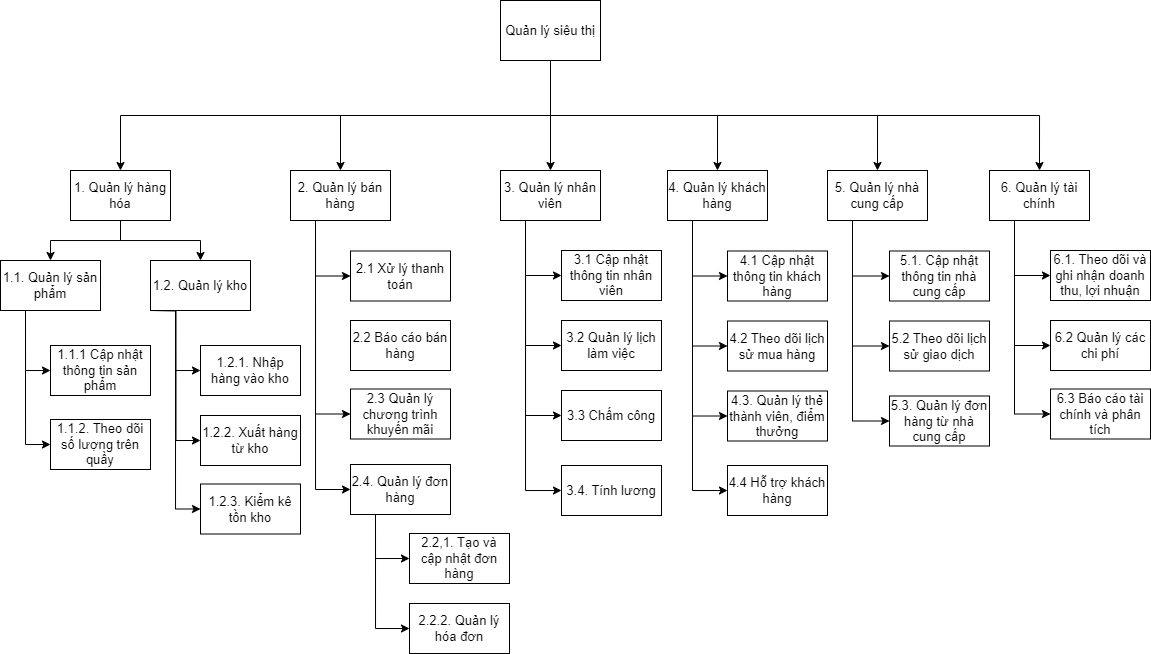 Quản lý siêu thị
1. Quản lý hàng
hóa
2. Quản lý bán
hàng
3. Quản lý nhân
viên
4. Quản lý khách
hàng
5. Quản lý nhà
cung cấp
6. Quản lý tài
chính
1.1. Quản lý sản
phẩm
1.1.1 Cập nhật
thông tin sản
phẩm
1.1.2. Theo dõi
số lượng trên
quầy
1.2. Quản lý kho
1.2.1. Nhập
hàng vào kho
1.2.2. Xuất hàng
từ kho
1.2.3. Kiểm kê
tồn kho
2.1 Xử lý thanh
toán
2.2 Báo cáo bán
hàng
2.3 Quản lý
chương trình
khuyến mãi
2.4. Quản lý đơn
hàng
2.2,1. Tạo và
cập nhật đơn
hàng
2.2.2. Quản lý
hóa đơn
3.1 Cập nhật
thông tin nhân
viên
3.2 Quản lý lịch
làm việc
3.3 Chấm công
3.4. Tính lương
4.1 Cập nhật
thông tin khách
hàng
4.2 Theo dõi lịch
sử mua hàng
4.3. Quản lý thẻ
thành viên, điểm
thưởng
4.4 Hỗ trợ khách
hàng
5.1. Cập nhật
thông tin nhà
cung cấp
5.2 Theo dõi lịch
sử giao dịch
5.3. Quản lý đơn
hàng từ nhà
cung cấp
6.1. Theo dõi và
ghi nhận doanh
thu, lợi nhuận
6.2 Quản lý các
chi phí
6.3 Báo cáo tài
chính và phân
tích